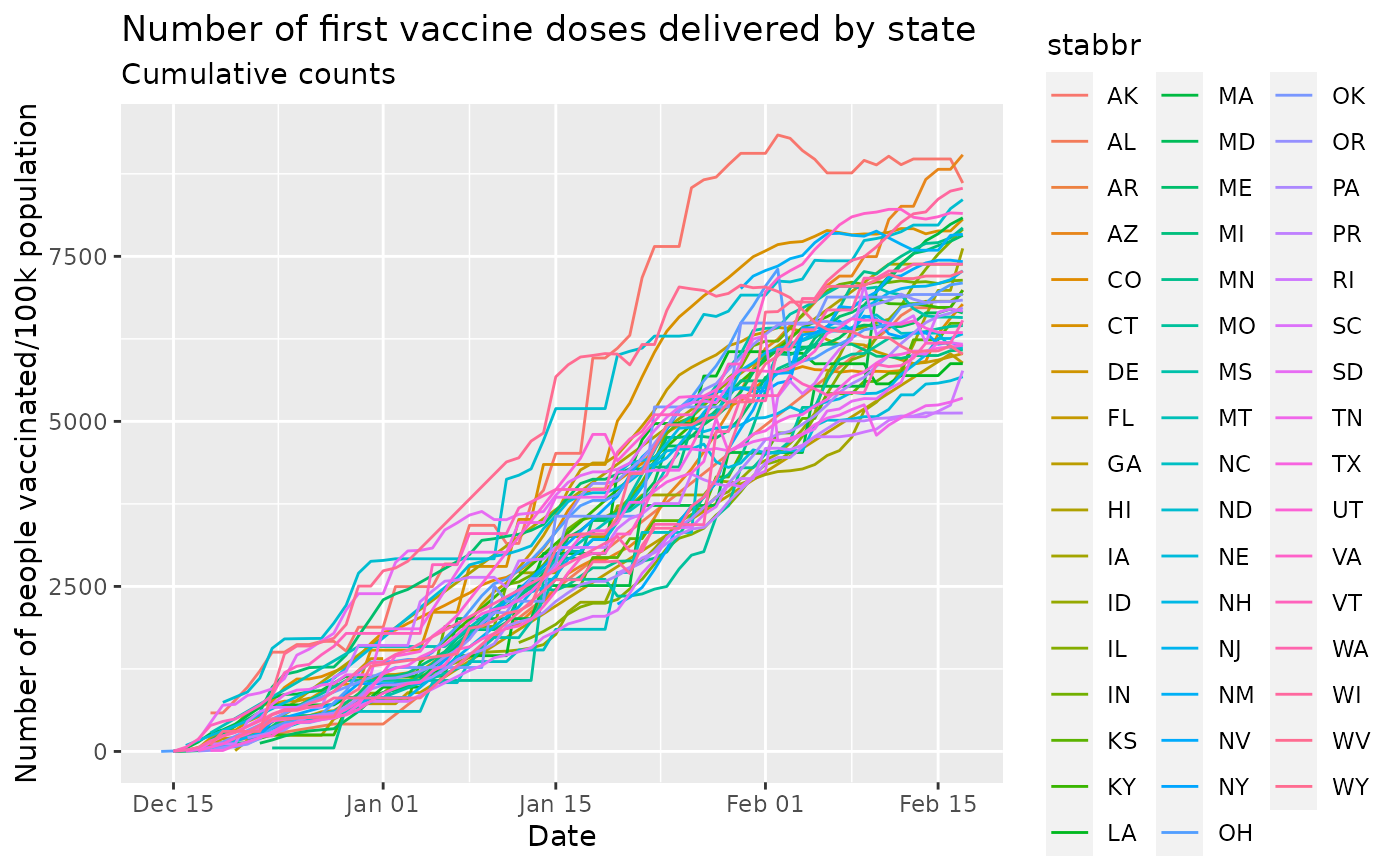 Number of first vaccine doses delivered by state
Cumulative counts
Number of people vaccinated/100k population
7500
5000
2500
0
Dec 15
Jan 01
Jan 15
Feb 01
Feb 15
Date
stabbr
AK
AL
AR
AZ
CO
CT
DE
FL
GA
HI
IA
ID
IL
IN
KS
KY
LA
MA
MD
ME
MI
MN
MO
MS
MT
NC
ND
NE
NH
NJ
NM
NV
NY
OH
OK
OR
PA
PR
RI
SC
SD
TN
TX
UT
VA
VT
WA
WI
WV
WY